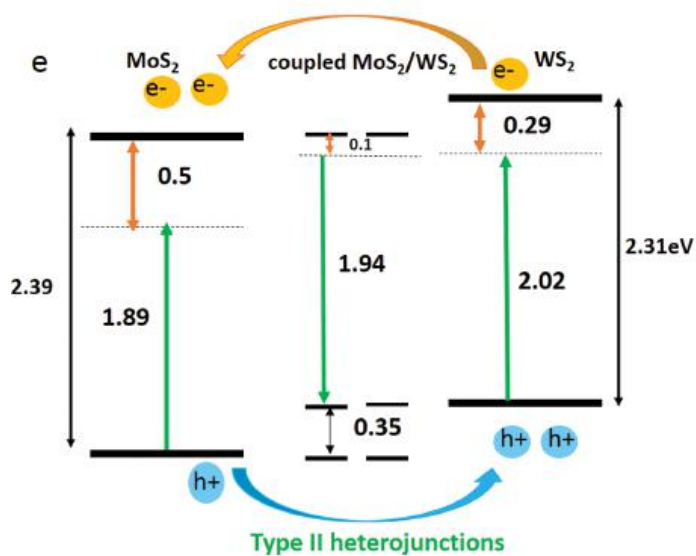 e
MoS₂
coupled MoS₂/WS₂
WS₂
e-
e-
e-
0.5
0.1
0.29
2.39
1.89
1.94
2.02
2.31eV
0.35
h+
h+
h+
Type II heterojunctions